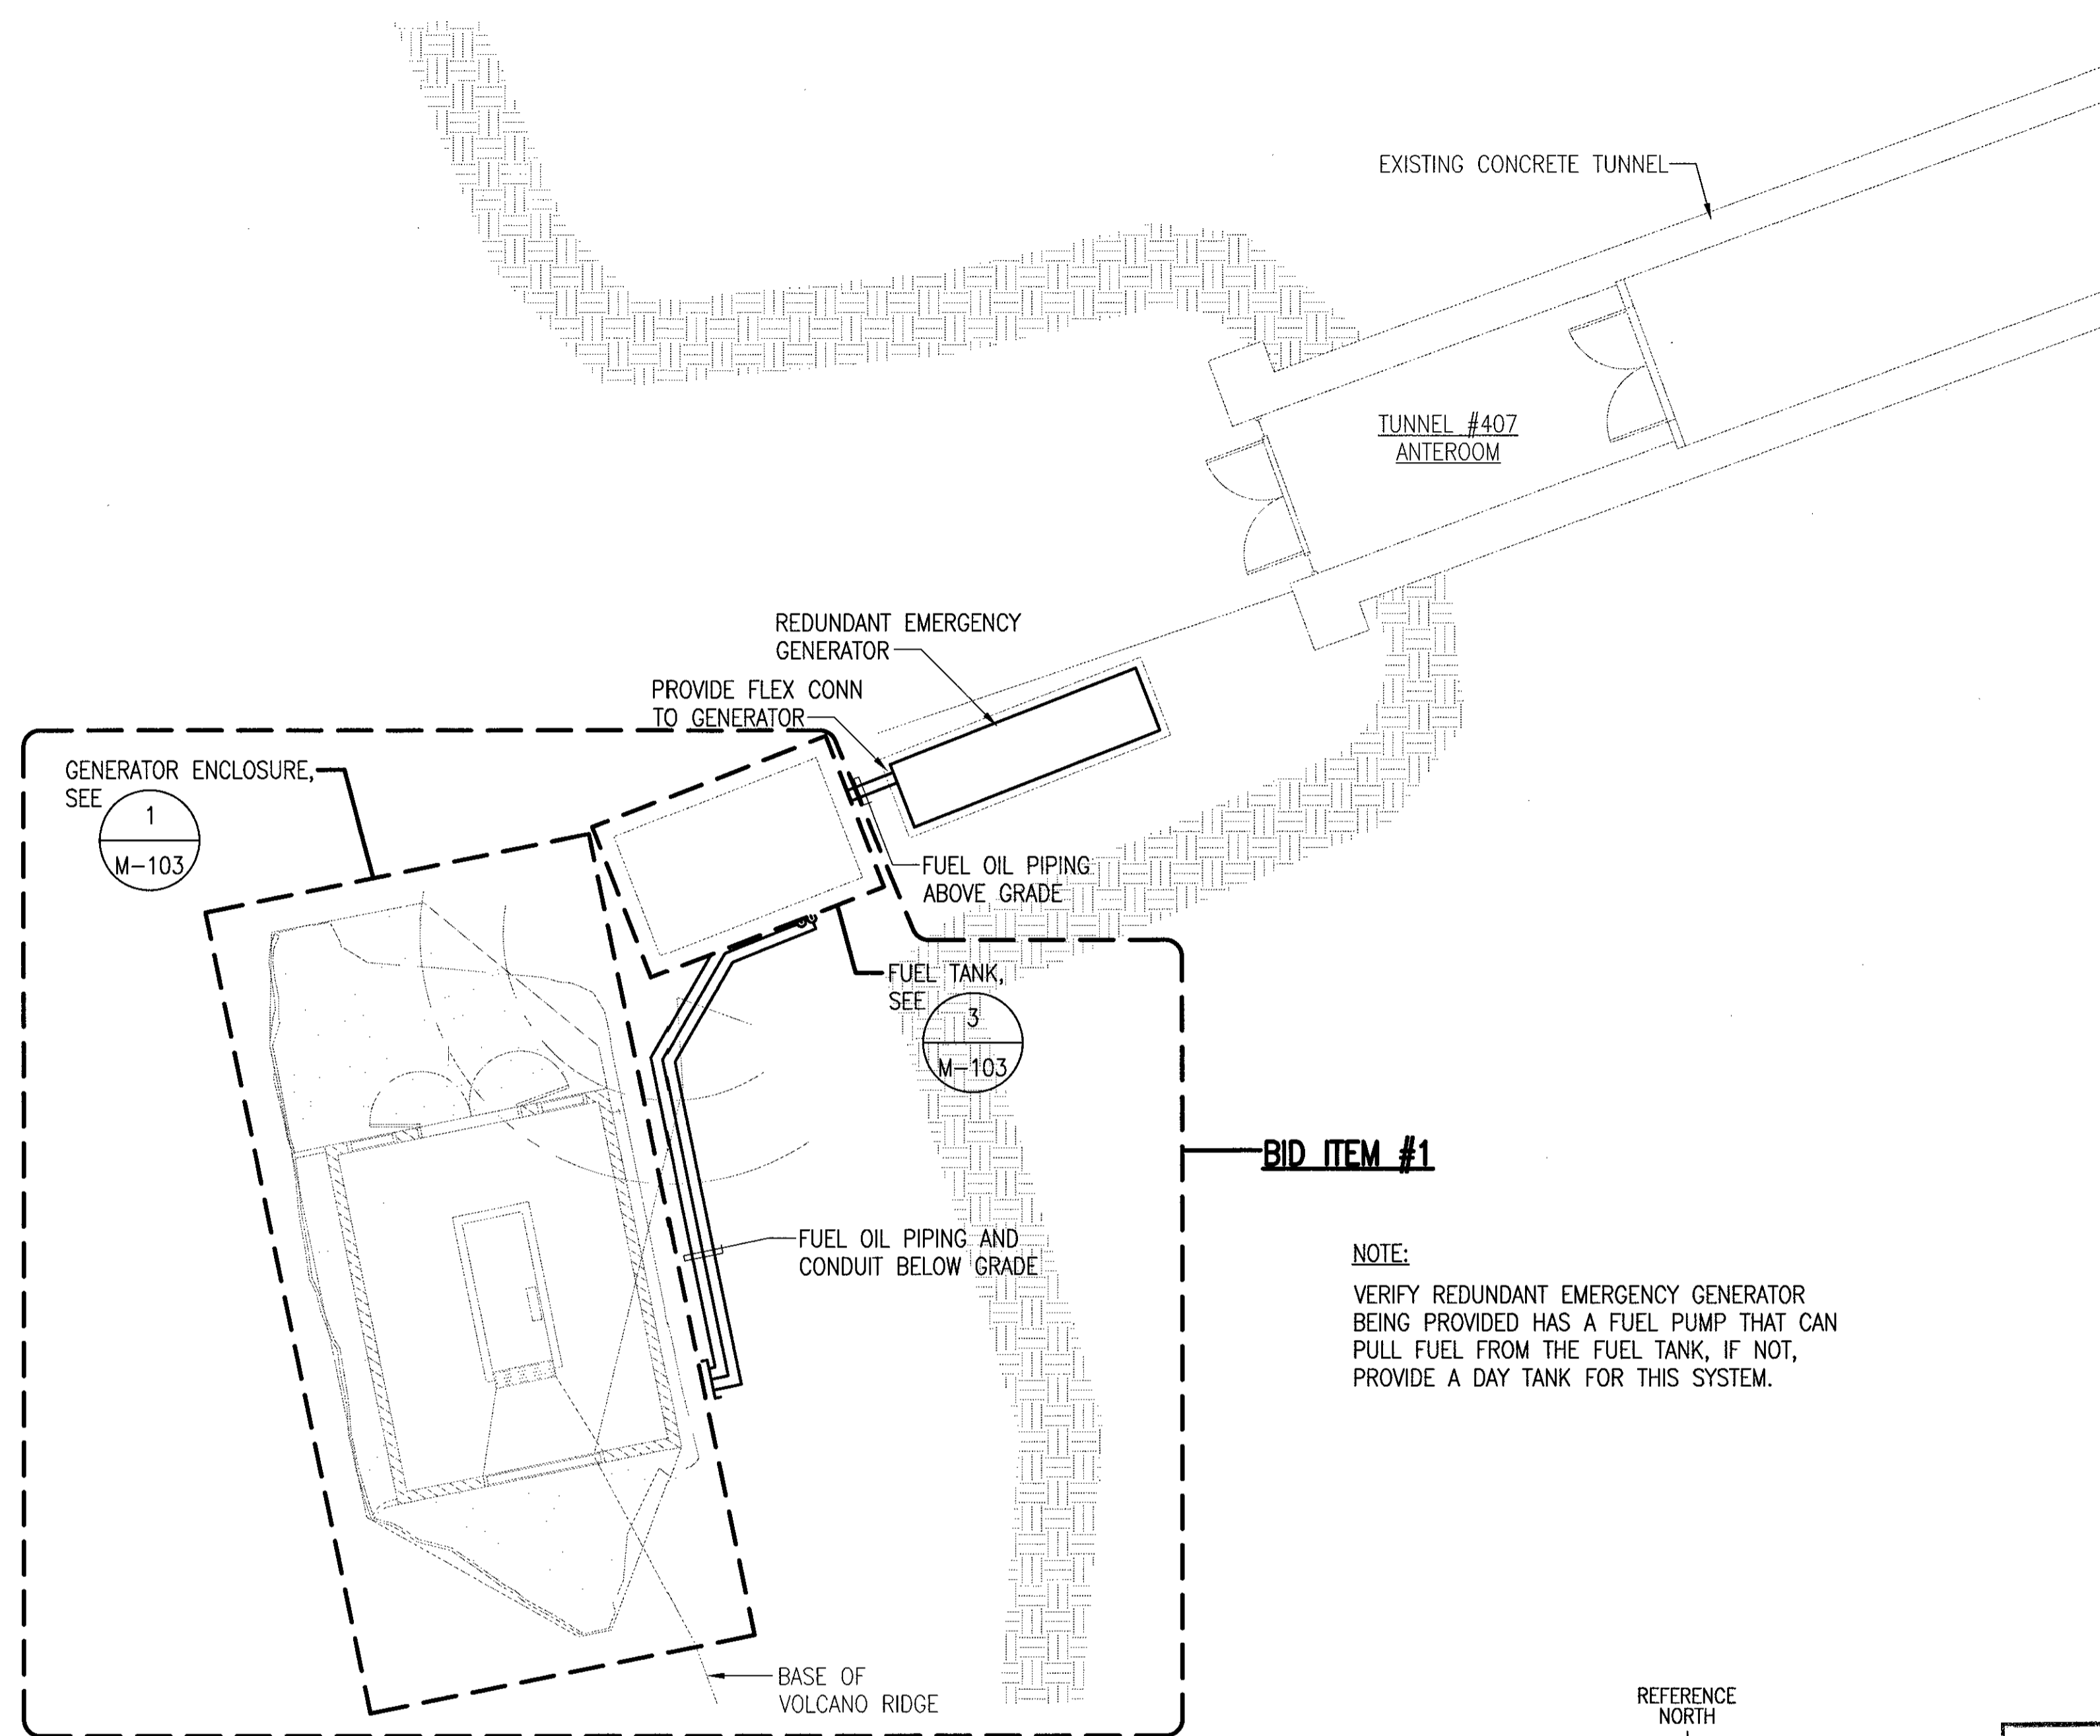 EXISTING CONCRETE TUNNEL
TUNNEL #407
ANTEROOM
REDUNDANT EMERGENCY
GENERATOR
PROVIDE FLEX CONN
TO GENERATOR
GENERATOR ENCLOSURE,
SEE
1
M-103
FUEL OIL PIPING
ABOVE GRADE
FUEL TANK,
SEE
3
M-103
BID ITEM #1
FUEL OIL PIPING AND
CONDUIT BELOW GRADE
NOTE:
VERIFY REDUNDANT EMERGENCY GENERATOR
BEING PROVIDED HAS A FUEL PUMP THAT CAN
PULL FUEL FROM THE FUEL TANK, IF NOT,
PROVIDE A DAY TANK FOR THIS SYSTEM.
BASE OF
VOLCANO RIDGE
REFERENCE
NORTH